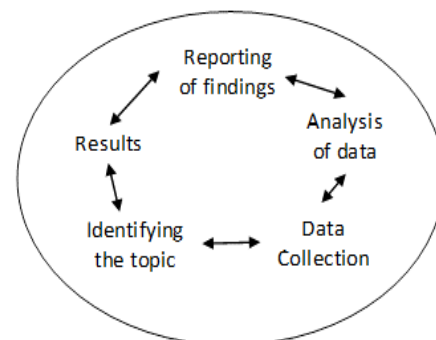 Reporting
of findings
Analysis
of data
Results
Identifying
the topic
Data
Collection